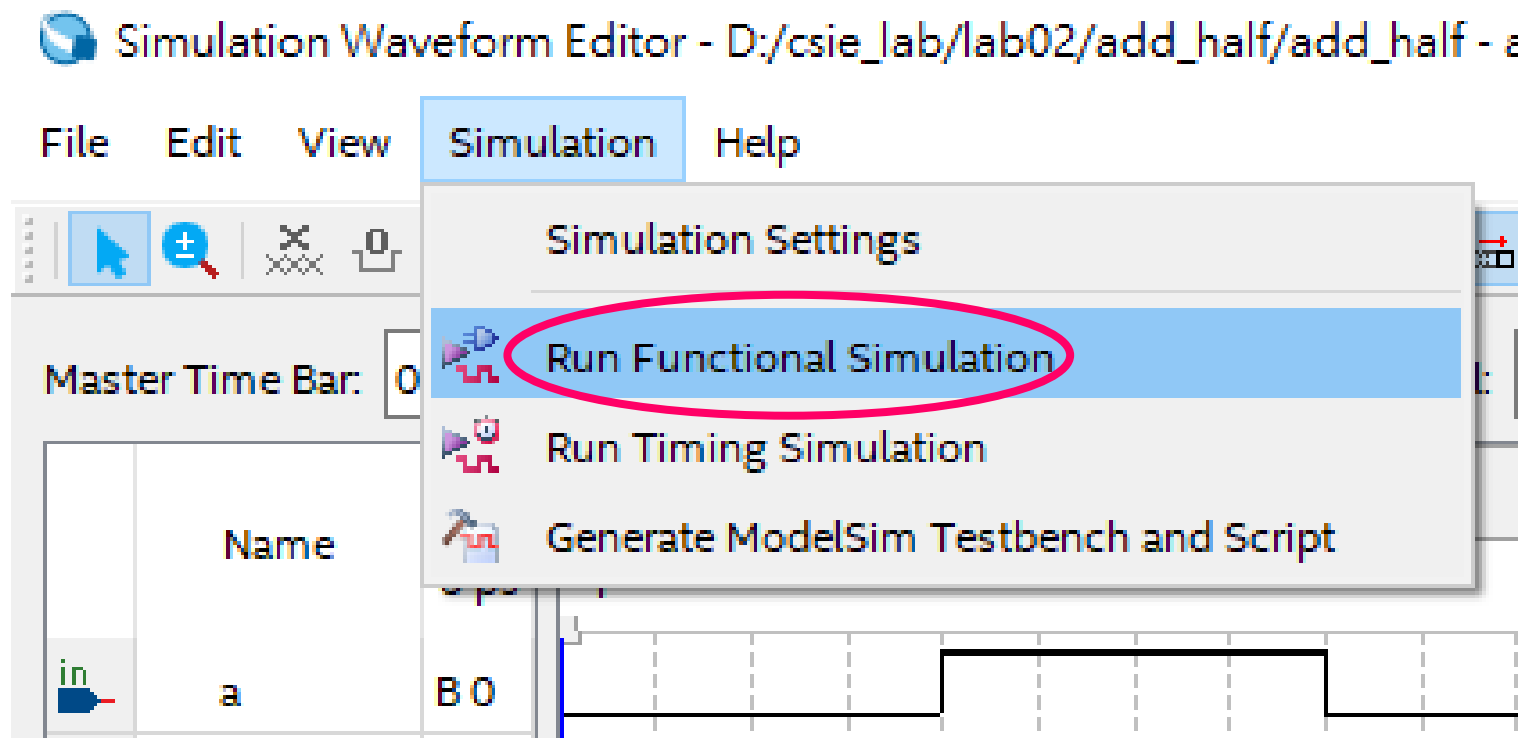 Simulation Waveform Editor - D:/csie_lab/lab02/add_half/add_half -
File Edit View Simulation Help
Simulation Settings
Run Functional Simulation
Master Time Bar: 0
Run Timing Simulation
Generate ModelSim Testbench and Script
Name
in a B 0